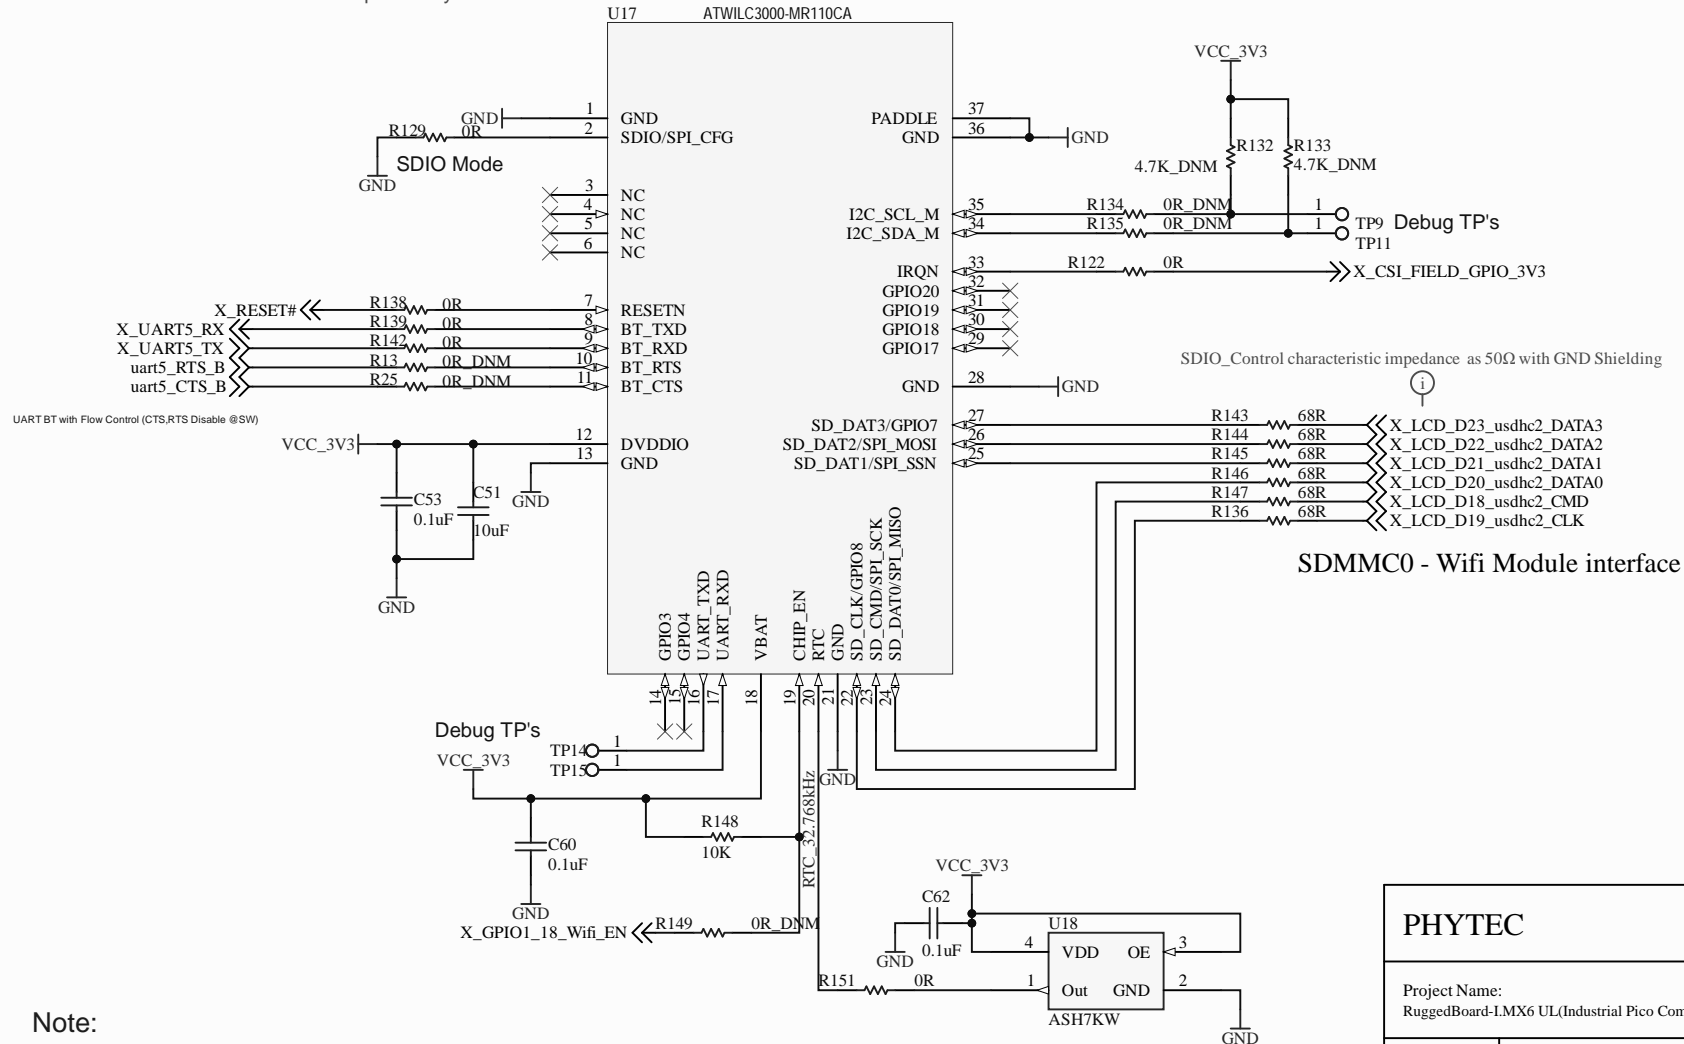 U17
ATWILC3000-MR110CA
GND 1 GND
R129 0R 2 SDIO/SPI_CFG
GND
SDIO Mode
3 NC
4 NC
5 NC
6 NC
X_RESET# R138 0R 7 RESETN
X_UART5_RX R139 0R 8 BT_TXD
X_UART5_TX R142 0R 9 BT_RXD
uart5_RTS_B R13 0R_DNM 10 BT_RTS
uart5_CTS_B R25 0R_DNM 11 BT_CTS
UART BT with Flow Control (CTS,RTS Disable @SW)
VCC_3V3 12 DVDDIO
13 GND
GND
C53
0.1uF
C51
10uF
GND
PADDLE 37
GND 36 GND
VCC_3V3
R132
4.7K_DNM
R133
4.7K_DNM
I2C_SCL_M 35 R134 0R_DNM 1 TP9
I2C_SDA_M 34 R135 0R_DNM 1 TP11
Debug TP's
IRQN 33 R122 0R X_CSI_FIELD_GPIO_3V3
GPIO20 32
GPIO19 31
GPIO18 30
GPIO17 29
GND 28 GND
SDIO_Control characteristic impedance as 50Ω with GND Shielding
i
SD_DAT3/GPIO7 27 R143 68R X_LCD_D23_usdhc2_DATA3
SD_DAT2/SPI_MOSI 26 R144 68R X_LCD_D22_usdhc2_DATA2
SD_DAT1/SPI_SSN 25 R145 68R X_LCD_D21_usdhc2_DATA1
R146 68R X_LCD_D20_usdhc2_DATA0
R147 68R X_LCD_D18_usdhc2_CMD
R136 68R X_LCD_D19_usdhc2_CLK
SDMMC0 - Wifi Module interface
GPIO3 14
GPIO4 15
UART_TXD 16
UART_RXD 17
VBAT 18
CHIP_EN 19
RTC 20
GND 21
SD_CLK/GPIO8 22
SD_CMD/SPI_SCK 23
SD_DAT0/SPI_MISO 24
Debug TP's
TP14 1
TP15 1
VCC_3V3
GND
RTC_32.768kHz
R148
10K
C60
0.1uF
GND
X_GPIO1_18_Wifi_EN R149 0R_DNM
VCC_3V3
C62
0.1uF
GND
U18
4 VDD OE 3
R151 0R 1 Out GND 2
ASH7KW
GND
PHYTEC
Project Name:
RuggedBoard-I.MX6 UL(Industrial Pico Com
Note: